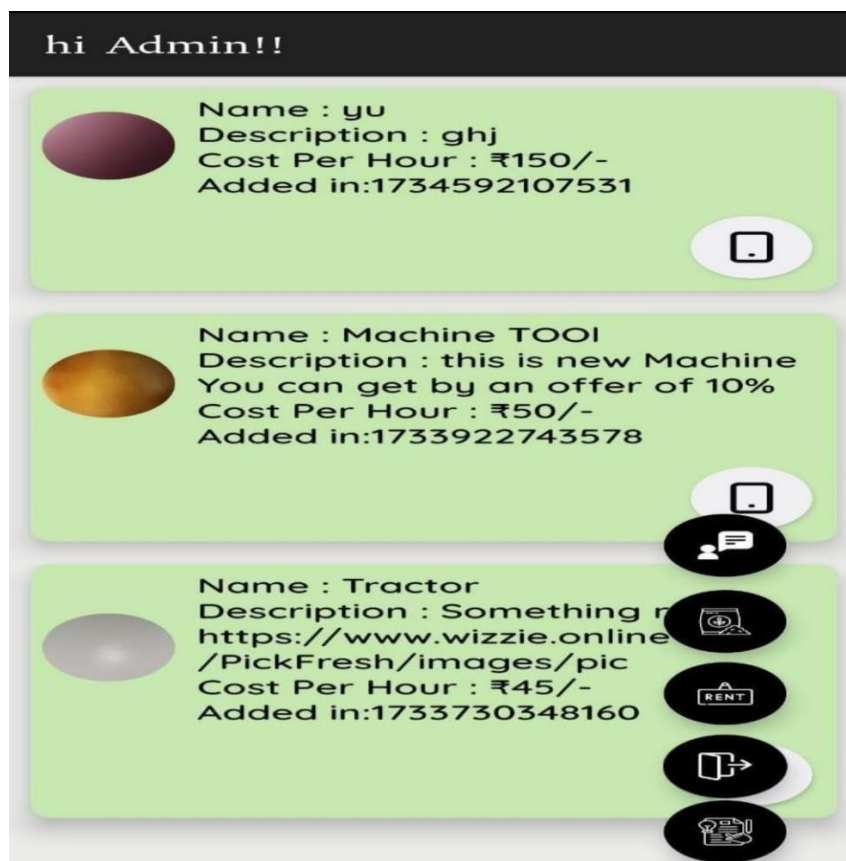 hi Admin!!
Name : yu
Description : ghj
Cost Per Hour : ₹150/-
Added in:1734592107531
Name : Machine TOOl
Description : this is new Machine
You can get by an offer of 10%
Cost Per Hour : ₹50/-
Added in:1733922743578
Name : Tractor
Description : Something
https://www.wizzie.online
/PickFresh/images/pic
Cost Per Hour : ₹45/-
Added in:1733730348160
RENT